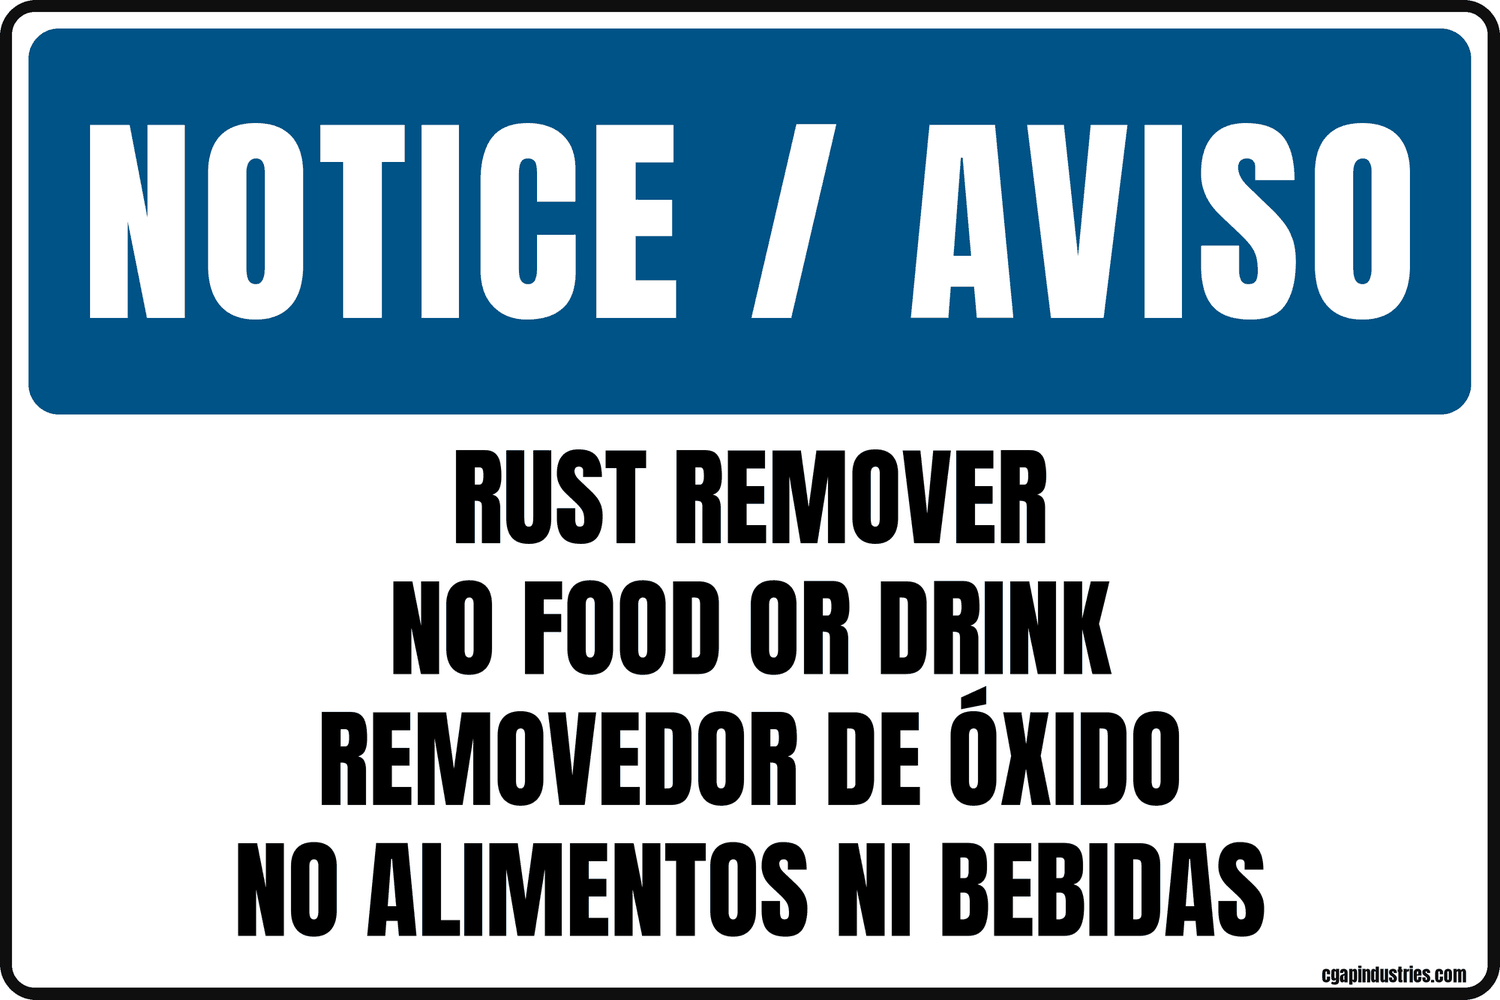 NOTICE / AVISO
RUST REMOVER
NO FOOD OR DRINK
REMOVEDOR DE ÓXIDO
NO ALIMENTOS NI BEBIDAS
cgapindustries.com